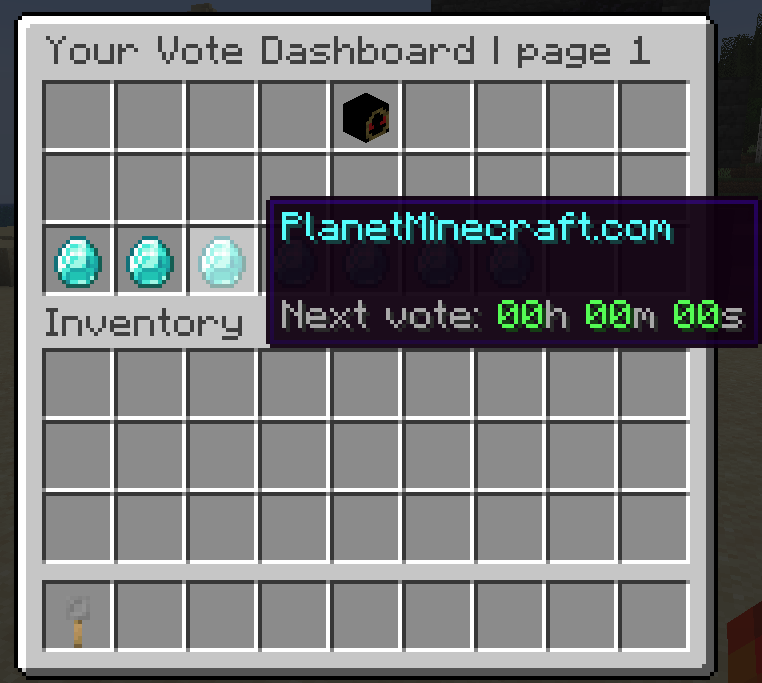 Your Vote Dashboard | page 1
PlanetMinecraft.com
Next vote: 00h 00m 00s
Inventory